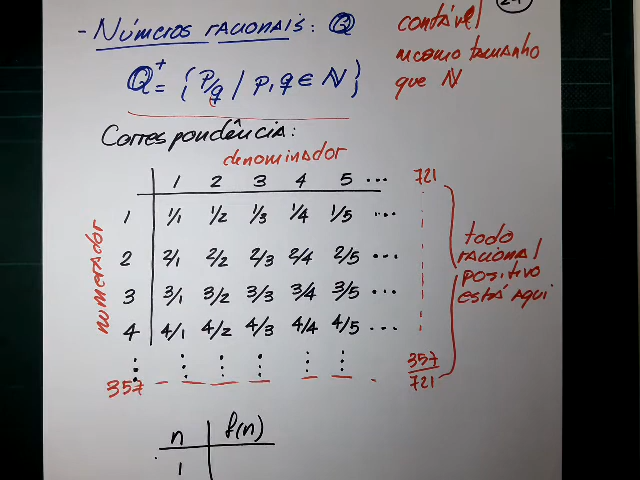 24
- Números racionais: Q
contável
mesmo tamanho
que N
Q⁺ = { p/q / p, q ∈ N }
Correspondência:
denominador
1 2 3 4 5 ... 721
numerador
1 1/1 1/2 1/3 1/4 1/5 ...
2 2/1 2/2 2/3 2/4 2/5 ...
3 3/1 3/2 3/3 3/4 3/5 ...
4 4/1 4/2 4/3 4/4 4/5 ...
todo
racional
positivo
está aqui
357 357/721
n f(n)
1